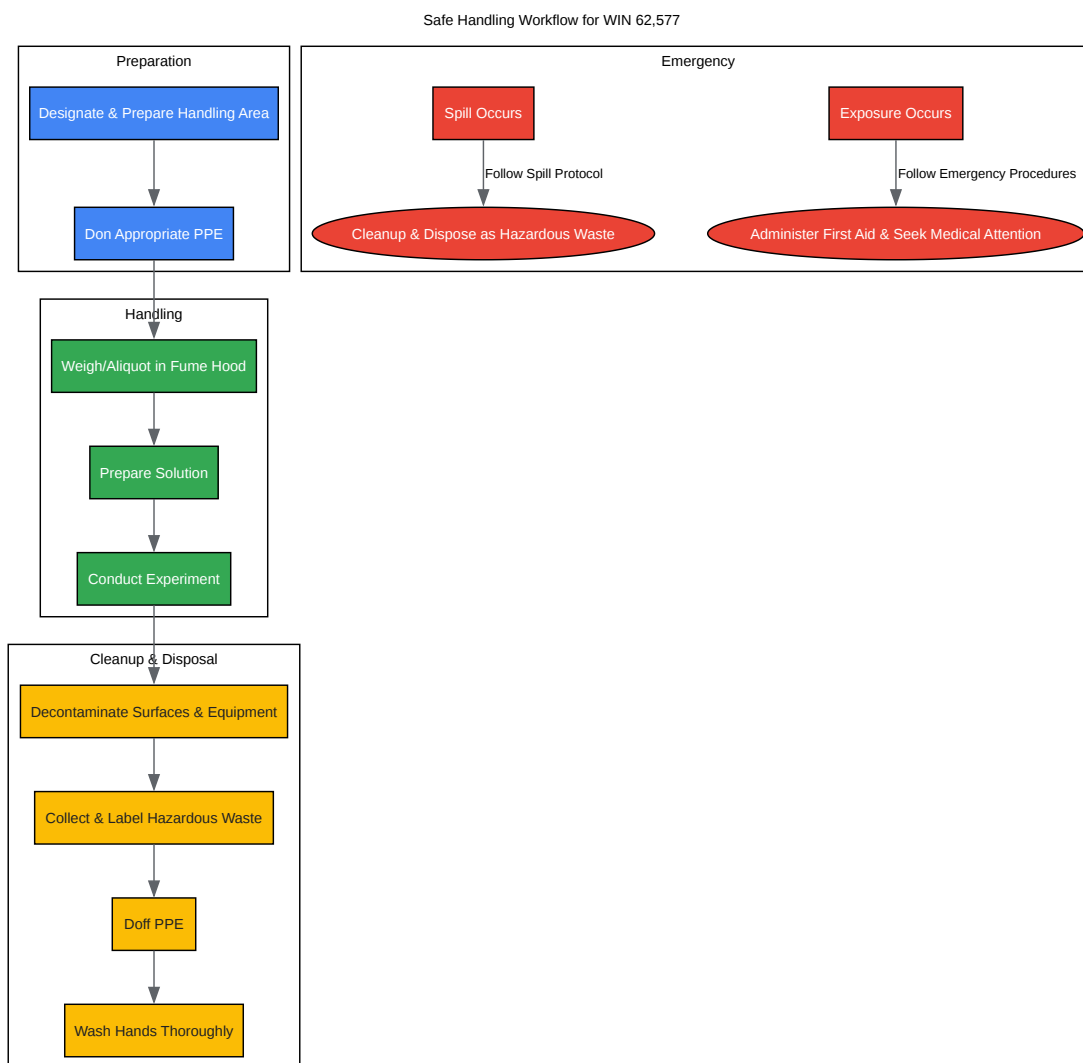 Safe Handling Workflow for WIN 62,577
Preparation
Designate & Prepare Handling Area
Don Appropriate PPE
Emergency
Spill Occurs
Follow Spill Protocol
Cleanup & Dispose as Hazardous Waste
Exposure Occurs
Follow Emergency Procedures
Administer First Aid & Seek Medical Attention
Handling
Weigh/Aliquot in Fume Hood
Prepare Solution
Conduct Experiment
Cleanup & Disposal
Decontaminate Surfaces & Equipment
Collect & Label Hazardous Waste
Doff PPE
Wash Hands Thoroughly